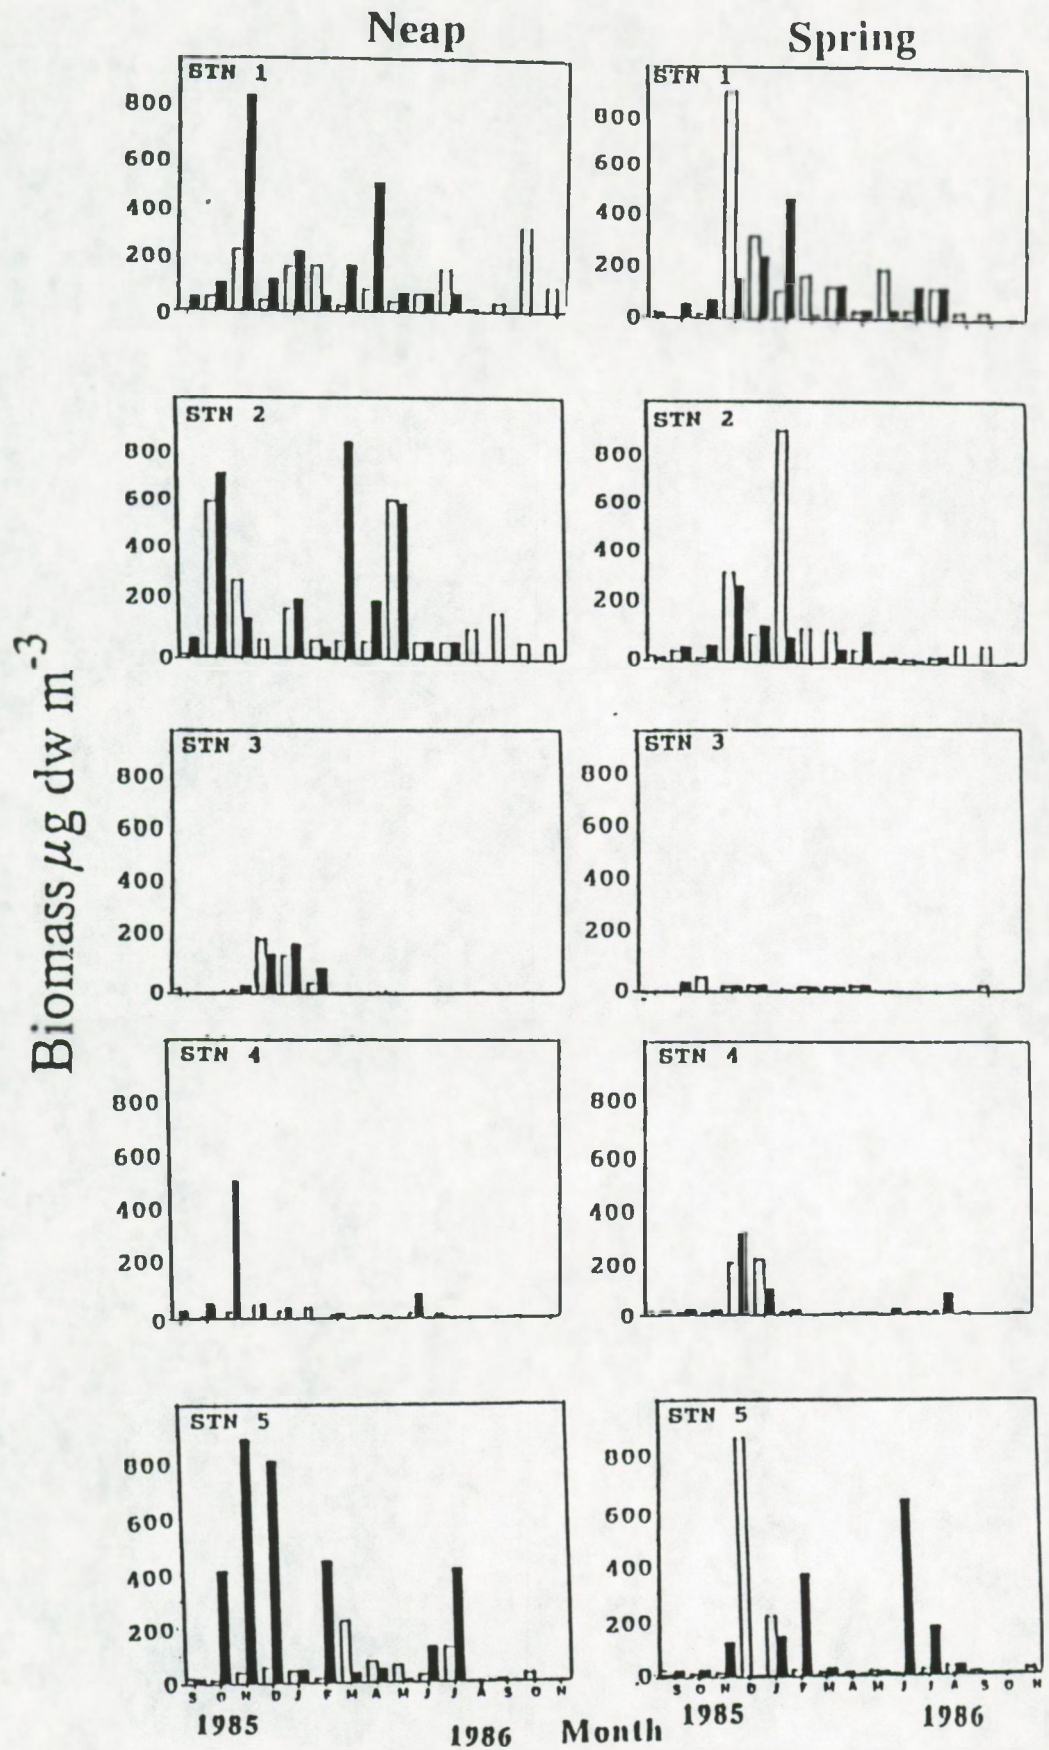 Neap Spring
STN 1 STN 1
800 800
600 600
400 400
200 200
0 0
STN 2 STN 2
800 800
600 600
400 400
200 200
0 0
STN 3 STN 3
800 800
600 600
400 400
200 200
0 0
STN 4 STN 4
800 800
600 600
400 400
200 200
0 0
STN 5 STN 5
800 800
600 600
400 400
200 200
0 .0
S O N D J F M A M J J A S O N S O N D J F M A M J J A S O N
1985 1986 Month 1985 1986
Biomass µg dw m⁻³